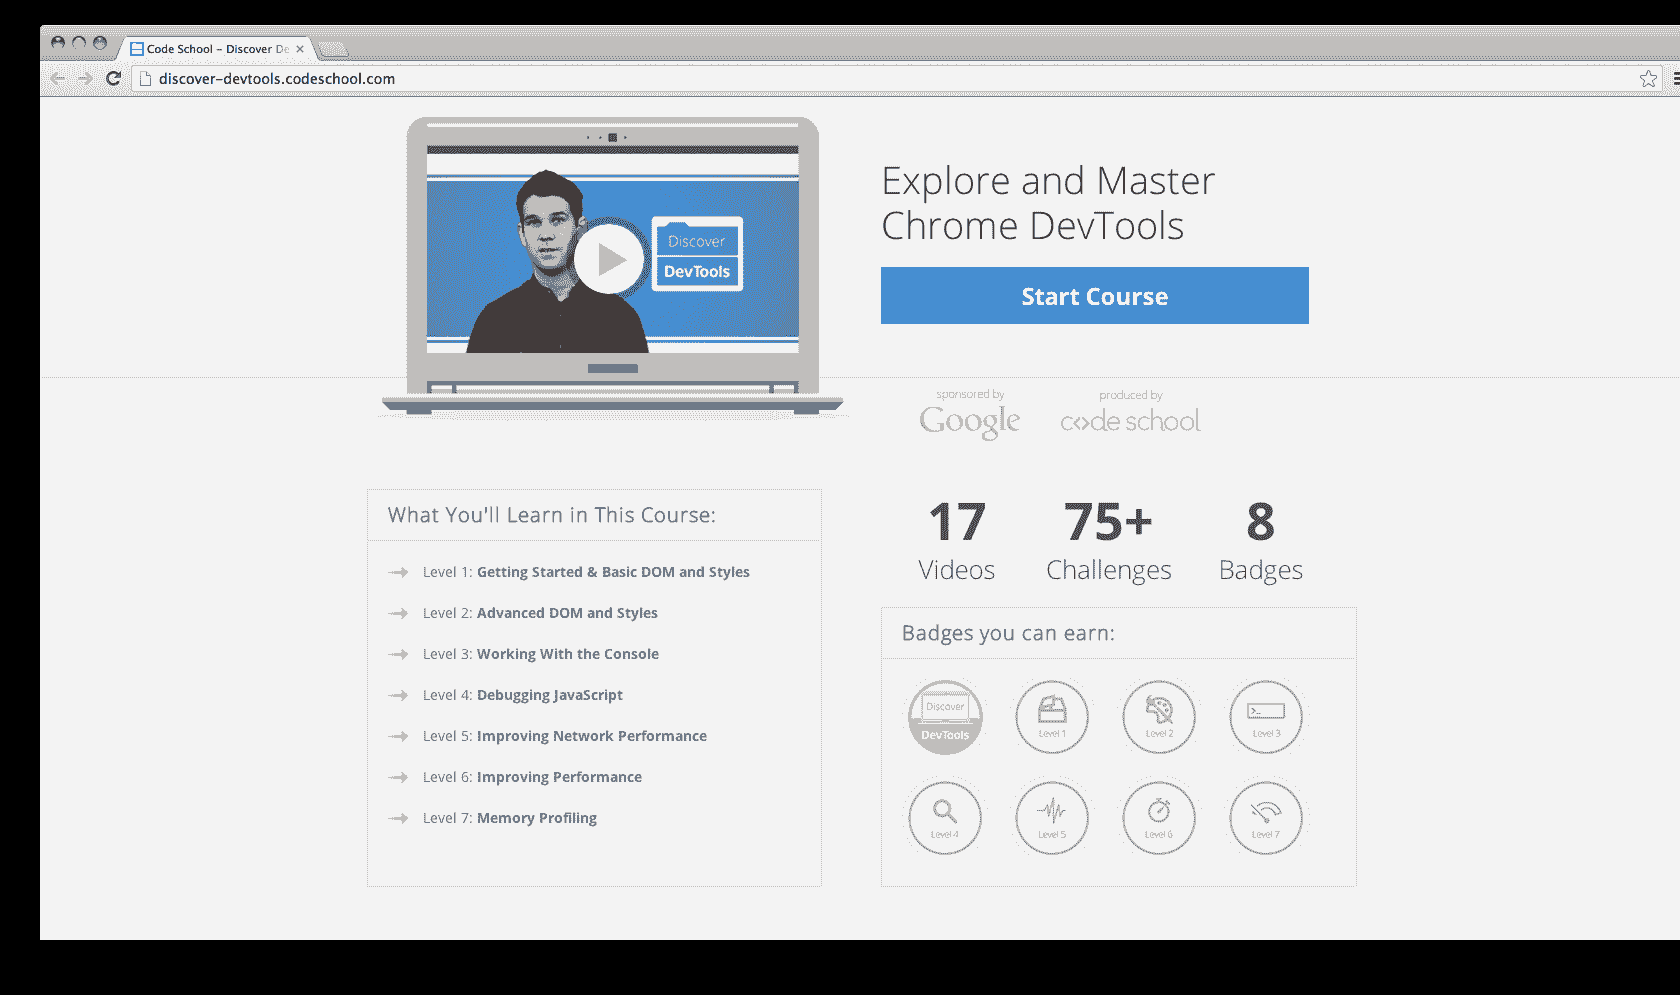 Code School – Discover De
discover-devtools.codeschool.com
Discover
DevTools
Explore and Master
Chrome DevTools
Start Course
sponsored by
Google
produced by
c<>de school
What You'll Learn in This Course:
Level 1: Getting Started & Basic DOM and Styles
Level 2: Advanced DOM and Styles
Level 3: Working With the Console
Level 4: Debugging JavaScript
Level 5: Improving Network Performance
Level 6: Improving Performance
Level 7: Memory Profiling
17
Videos
75+
Challenges
8
Badges
Badges you can earn:
Discover
DevTools
Level 1
Level 2
>_.
Level 3
Level 4
Level 5
Level 6
Level 7